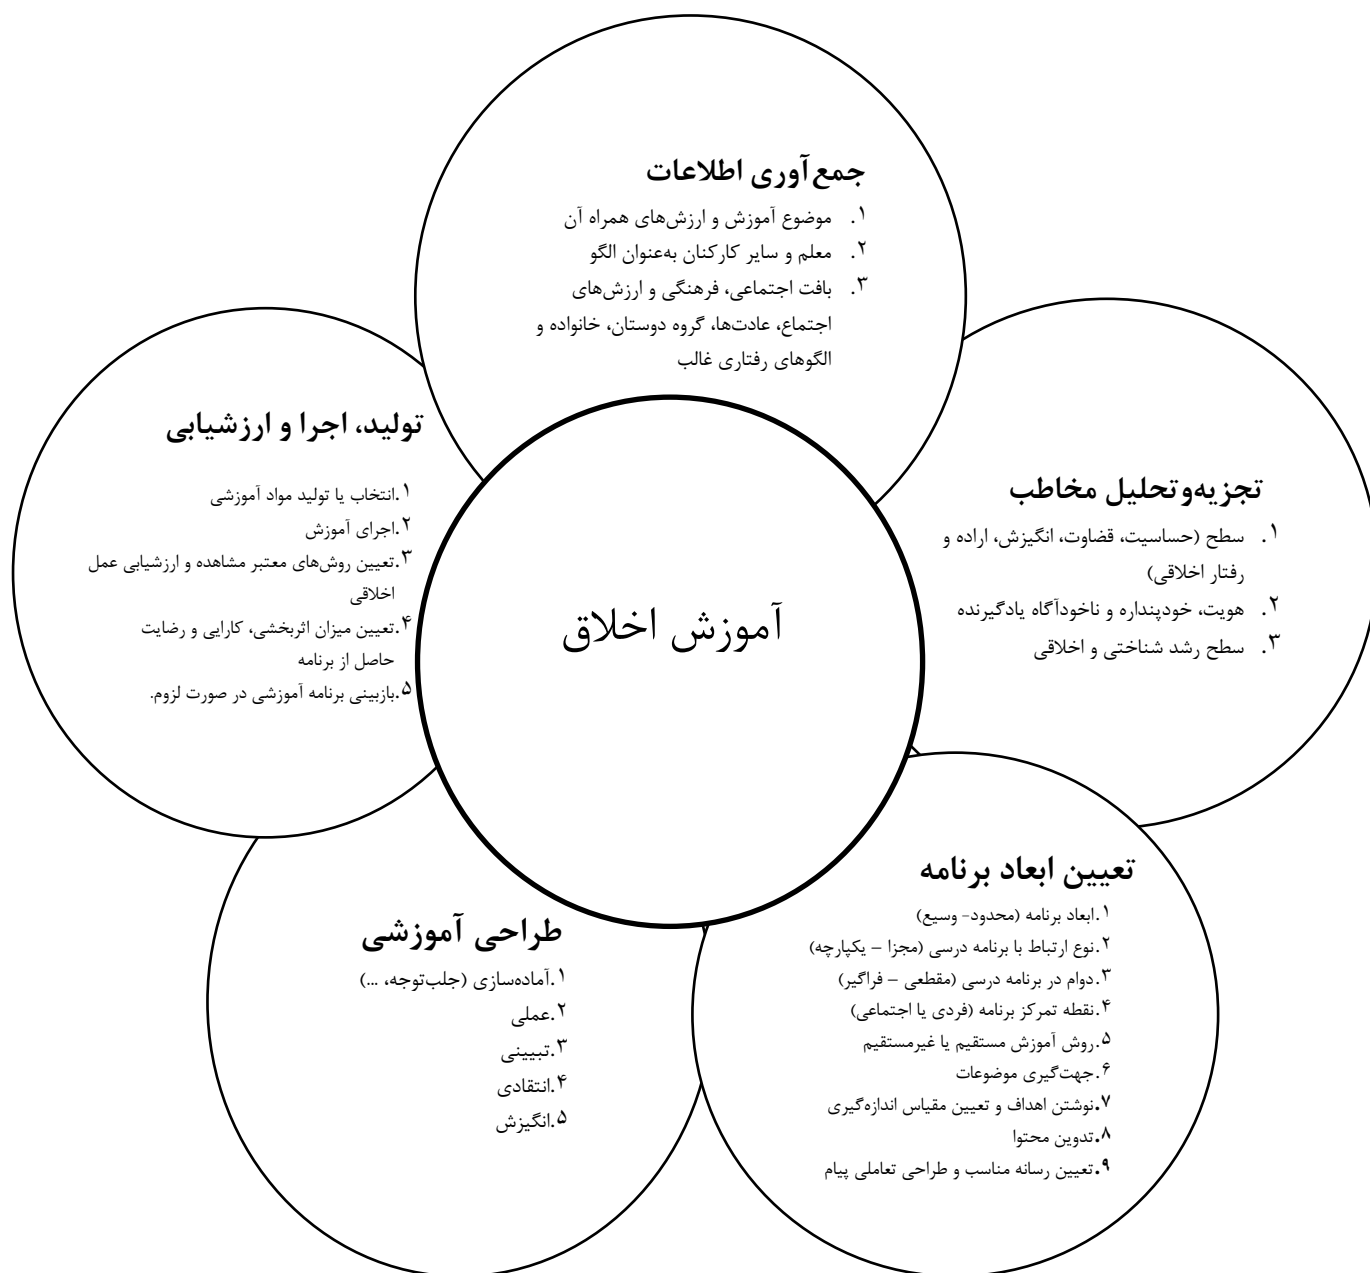 جمع‌آوری اطلاعات
۱. موضوع آموزش و ارزش‌های همراه آن
۲. معلم و سایر کارکنان به‌عنوان الگو
۳. بافت اجتماعی، فرهنگی و ارزش‌های
اجتماع، عادت‌ها، گروه دوستان، خانواده و
الگوهای رفتاری غالب
تجزیه‌وتحلیل مخاطب
۱. سطح (حساسیت، قضاوت، انگیزش، اراده و
رفتار اخلاقی)
۲. هویت، خودپنداره و ناخودآگاه یادگیرنده
۳. سطح رشد شناختی و اخلاقی
تعیین ابعاد برنامه
۱.ابعاد برنامه (محدود- وسیع)
۲.نوع ارتباط با برنامه درسی (مجزا – یکپارچه)
۳.دوام در برنامه درسی (مقطعی – فراگیر)
۴.نقطه تمرکز برنامه (فردی یا اجتماعی)
۵.روش آموزش مستقیم یا غیرمستقیم
۶.جهت‌گیری موضوعات
۷.نوشتن اهداف و تعیین مقیاس اندازه‌گیری
۸.تدوین محتوا
۹.تعیین رسانه مناسب و طراحی تعاملی پیام
طراحی آموزشی
۱.آماده‌سازی (جلب‌توجه، ...)
۲.عملی
۳.تبیینی
۴.انتقادی
۵.انگیزش
تولید، اجرا و ارزشیابی
۱.انتخاب یا تولید مواد آموزشی
۲.اجرای آموزش
۳.تعیین روش‌های معتبر مشاهده و ارزشیابی عمل
اخلاقی
۴.تعیین میزان اثربخشی، کارایی و رضایت
حاصل از برنامه
۵.بازبینی برنامه آموزشی در صورت لزوم.
آموزش اخلاق